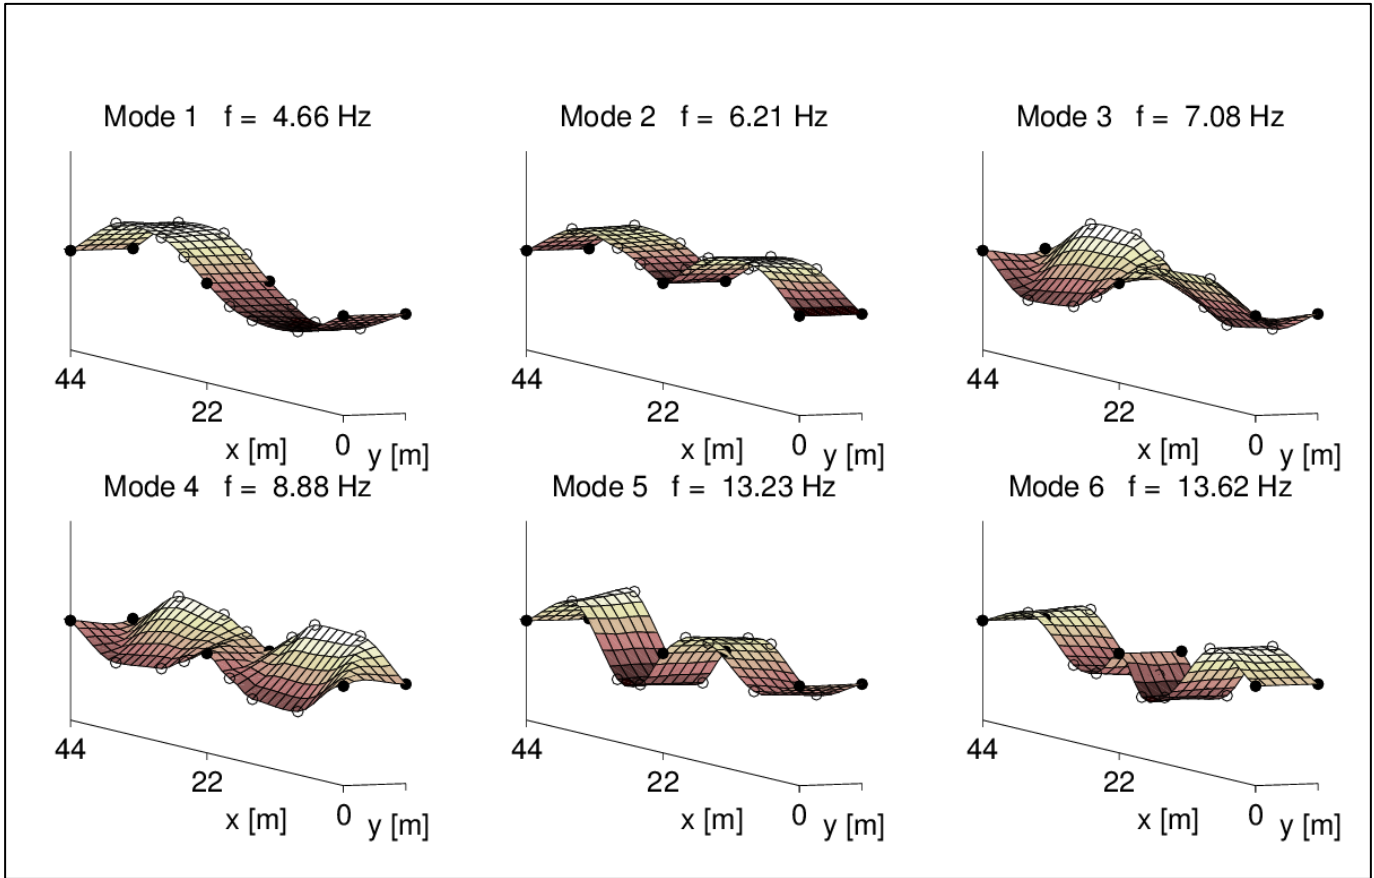 Mode 1 f = 4.66 Hz
Mode 2 f = 6.21 Hz
Mode 3 f = 7.08 Hz
44
22
0
x [m]
y [m]
44
22
0
x [m]
y [m]
44
22
0
x [m]
y [m]
Mode 4 f = 8.88 Hz
Mode 5 f = 13.23 Hz
Mode 6 f = 13.62 Hz
44
22
0
x [m]
y [m]
44
22
0
x [m]
y [m]
44
22
0
x [m]
y [m]